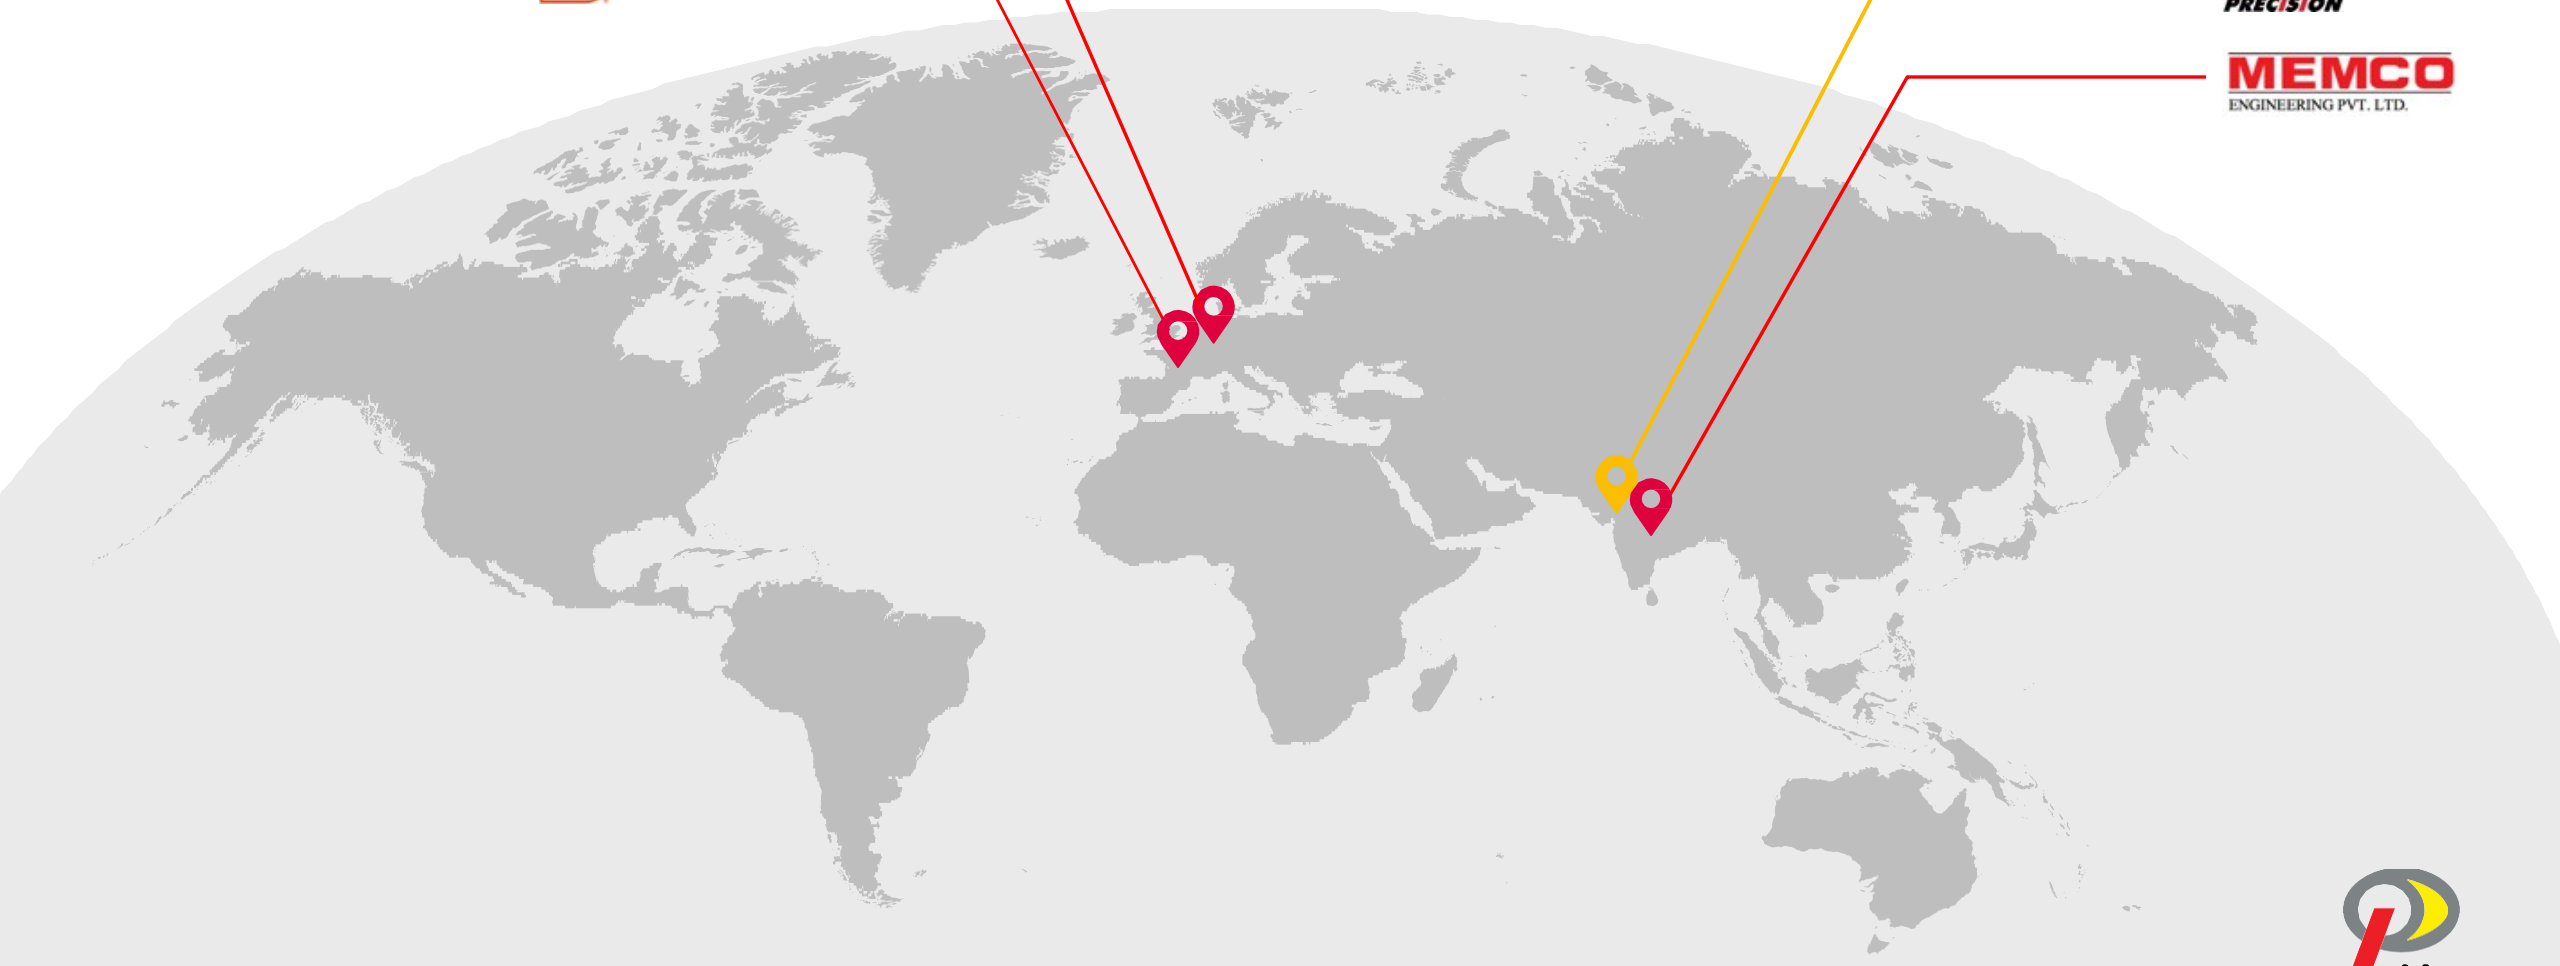 PRECISION
MEMCO
ENGINEERING PVT. LTD.